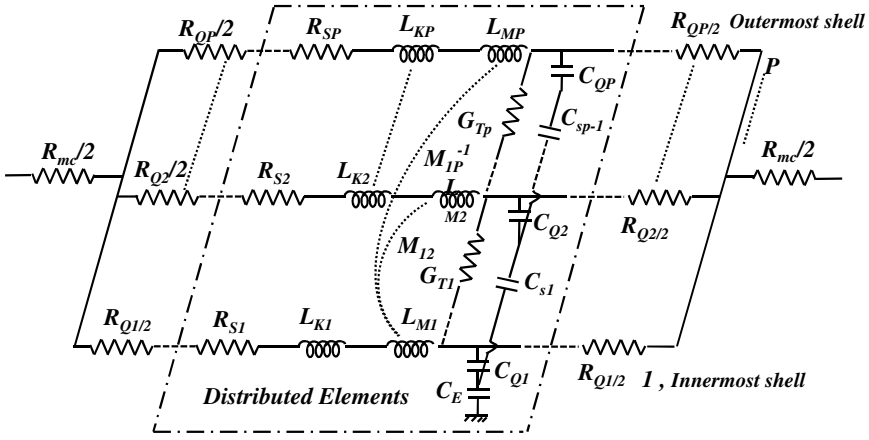 R_QP/2 R_SP L_KP L_MP R_QP/2 Outermost shell
P
C_QP
G_Tp C_sp-1
R_mc/2 R_Q2/2 R_S2 L_K2 M_1P^-1 L_M2 R_mc/2
C_Q2 R_Q2/2
M_12
G_T1 C_s1
R_Q1/2 R_S1 L_K1 L_M1
C_Q1 R_Q1/2 1 , Innermost shell
Distributed Elements C_E